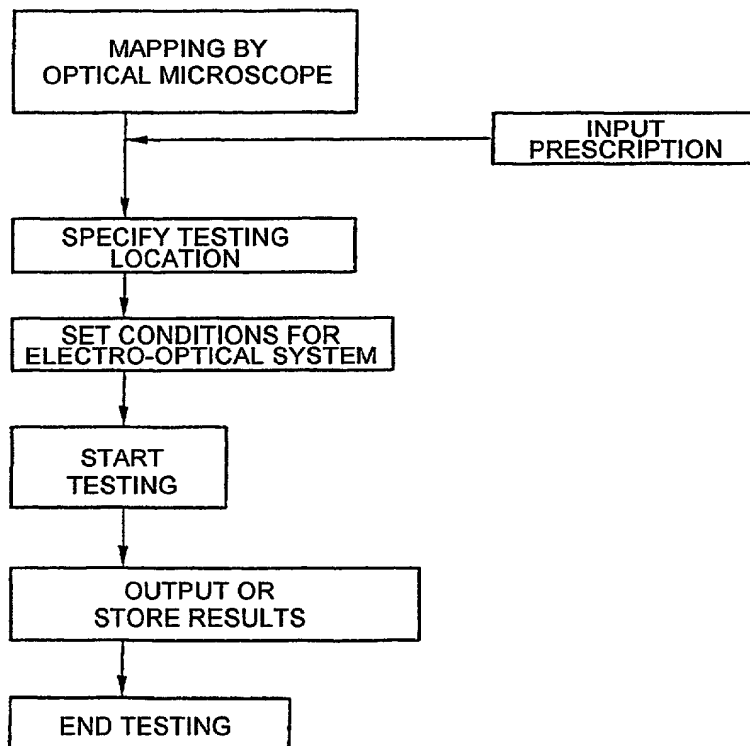 MAPPING BY
OPTICAL MICROSCOPE
INPUT
PRESCRIPTION
SPECIFY TESTING
LOCATION
SET CONDITIONS FOR
ELECTRO-OPTICAL SYSTEM
START
TESTING
OUTPUT OR
STORE RESULTS
END TESTING